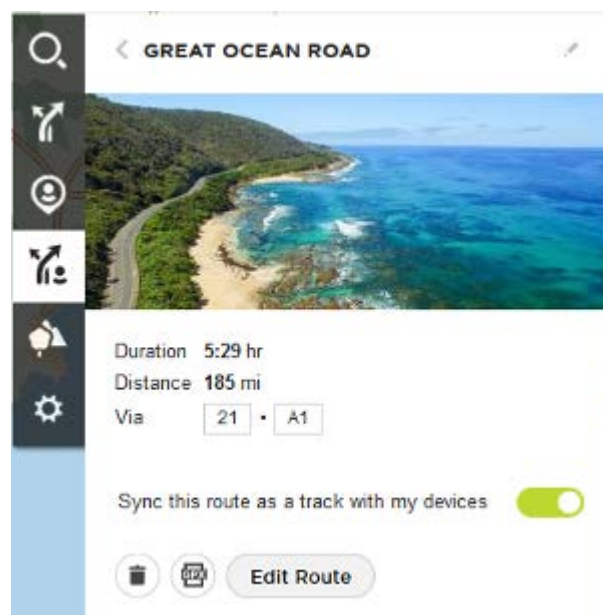 GREAT OCEAN ROAD
Duration 5:29 hr
Distance 185 mi
Via 21 • A1
Sync this route as a track with my devices
GPX Edit Route